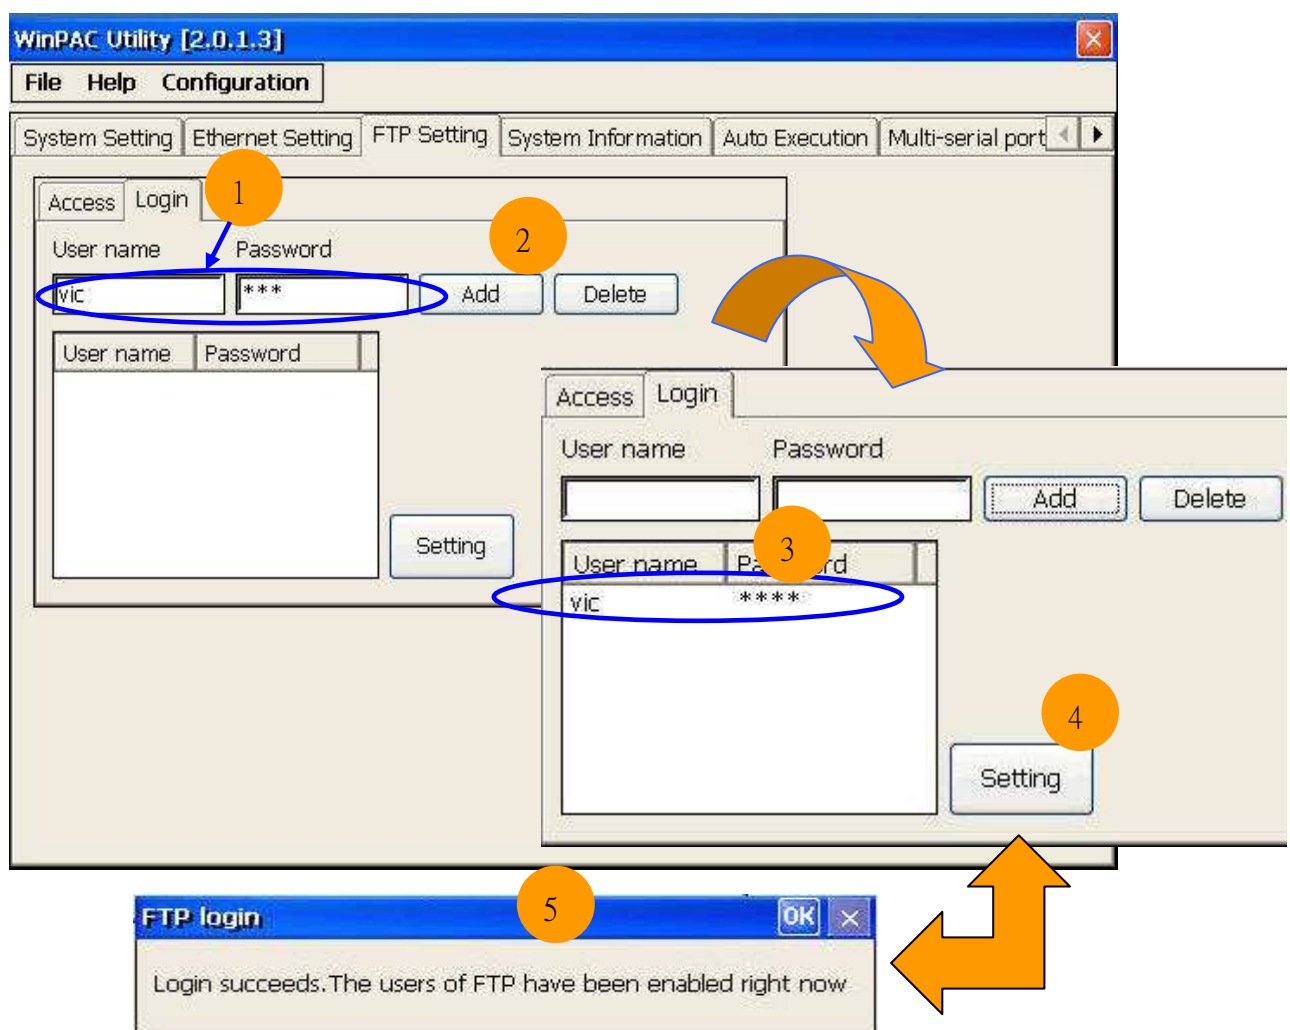 WinPAC Utility [2.0.1.3]
File Help Configuration
System Setting Ethernet Setting FTP Setting System Information Auto Execution Multi-serial port
1
Access Login
2
User name Password
vic *** Add Delete
User name Password
Setting
Access Login
User name Password
Add Delete
3
User name Password
vic ****
4
Setting
5
FTP login OK
Login succeeds.The users of FTP have been enabled right now